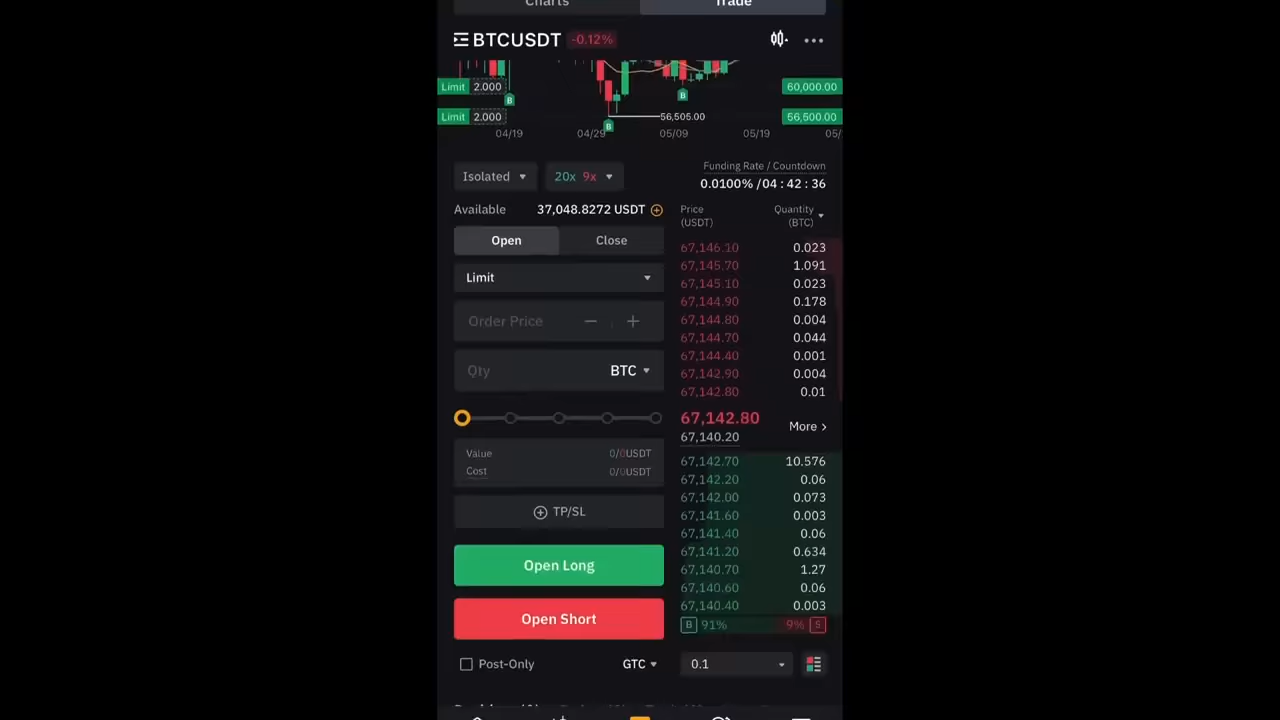 Charts Trade
BTCUSDT -0.12%
Limit 2.000 60,000.00
B B
Limit 2.000 56,505.00 56,500.00
B
04/19 04/29 05/09 05/19 05/
Isolated 20x 9x
Funding Rate / Countdown
0.0100% /04 : 42 : 36
Available 37,048.8272 USDT
Open Close
Limit
Order Price
Qty BTC
Value 0/0USDT
Cost 0/0USDT
TP/SL
Open Long
Open Short
Post-Only GTC
Price Quantity
(USDT) (BTC)
67,146.10 0.023
67,145.70 1.091
67,145.10 0.023
67,144.90 0.178
67,144.80 0.004
67,144.70 0.044
67,144.40 0.001
67,142.90 0.004
67,142.80 0.01
67,142.80
67,140.20
More
67,142.70 10.576
67,142.20 0.06
67,142.00 0.073
67,141.60 0.003
67,141.40 0.06
67,141.20 0.634
67,140.70 1.27
67,140.60 0.06
67,140.40 0.003
B 91% 9% S
0.1